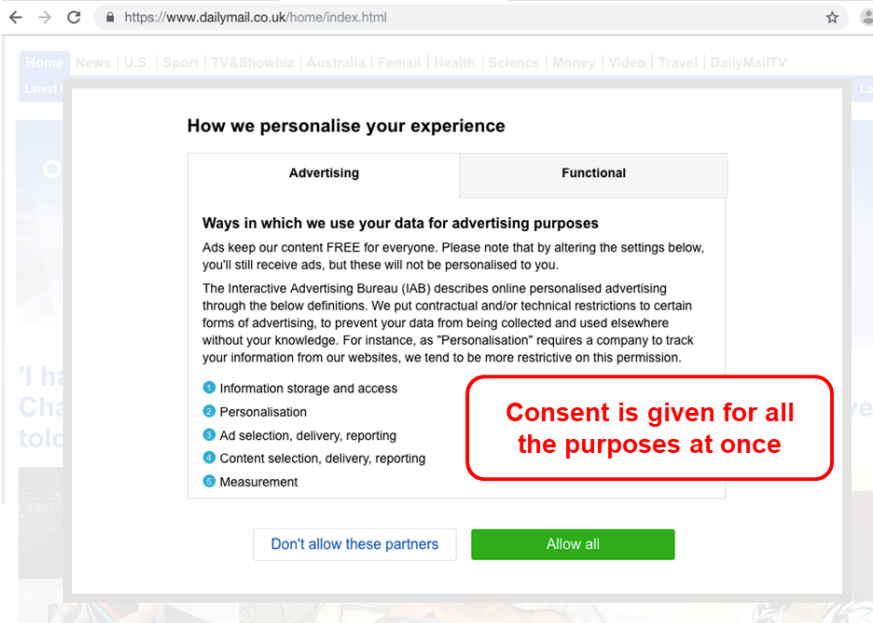 https://www.dailymail.co.uk/home/index.html
Home News | U.S. | Sport | TV&Showbiz | Australia | Femail | Health | Science | Money | Video | Travel | DailyMailTV
Latest
How we personalise your experience
Advertising Functional
Ways in which we use your data for advertising purposes
Ads keep our content FREE for everyone. Please note that by altering the settings below,
you'll still receive ads, but these will not be personalised to you.
The Interactive Advertising Bureau (IAB) describes online personalised advertising
through the below definitions. We put contractual and/or technical restrictions to certain
forms of advertising, to prevent your data from being collected and used elsewhere
without your knowledge. For instance, as "Personalisation" requires a company to track
your information from our websites, we tend to be more restrictive on this permission.
1 Information storage and access
2 Personalisation
3 Ad selection, delivery, reporting
4 Content selection, delivery, reporting
5 Measurement
Consent is given for all
the purposes at once
'I ha
Cha
told
Don't allow these partners Allow all